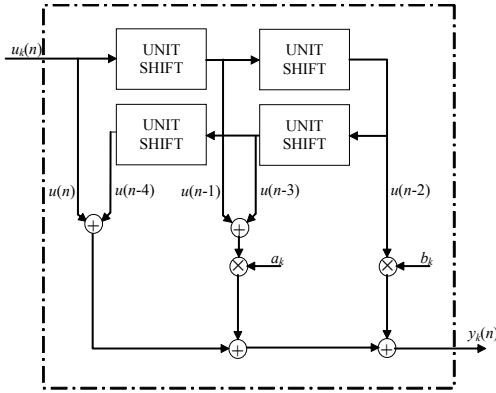 u_k(n)
UNIT
SHIFT
UNIT
SHIFT
UNIT
SHIFT
UNIT
SHIFT
u(n)
u(n-4)
u(n-1)
u(n-3)
u(n-2)
+
+
×
a_k
×
b_k
+
+
y_k(n)